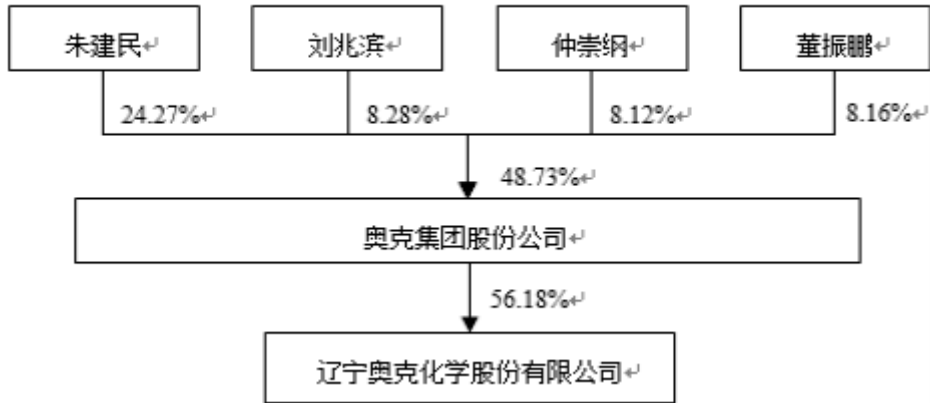 朱建民↵
刘兆滨↵
仲崇纲↵
董振鹏↵
24.27%↵
8.28%↵
8.12%↵
8.16%↵
48.73%↵
奥克集团股份公司↵
56.18%↵
辽宁奥克化学股份有限公司↵